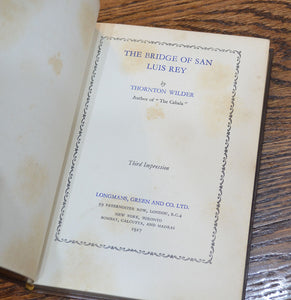 THE BRIDGE OF SAN
LUIS REY
by
THORNTON WILDER
Author of "The Cabala"
Third Impression
LONGMANS, GREEN AND CO. LTD.
39 PATERNOSTER ROW, LONDON, E.C.4
NEW YORK, TORONTO
BOMBAY, CALCUTTA, AND MADRAS
1927